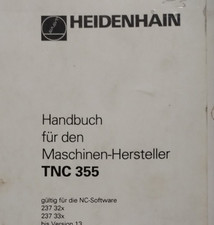 HEIDENHAIN
Handbuch
für den
Maschinen-Hersteller
TNC 355
gültig für die NC-Software
237 32x
237 33x
bis Version 13